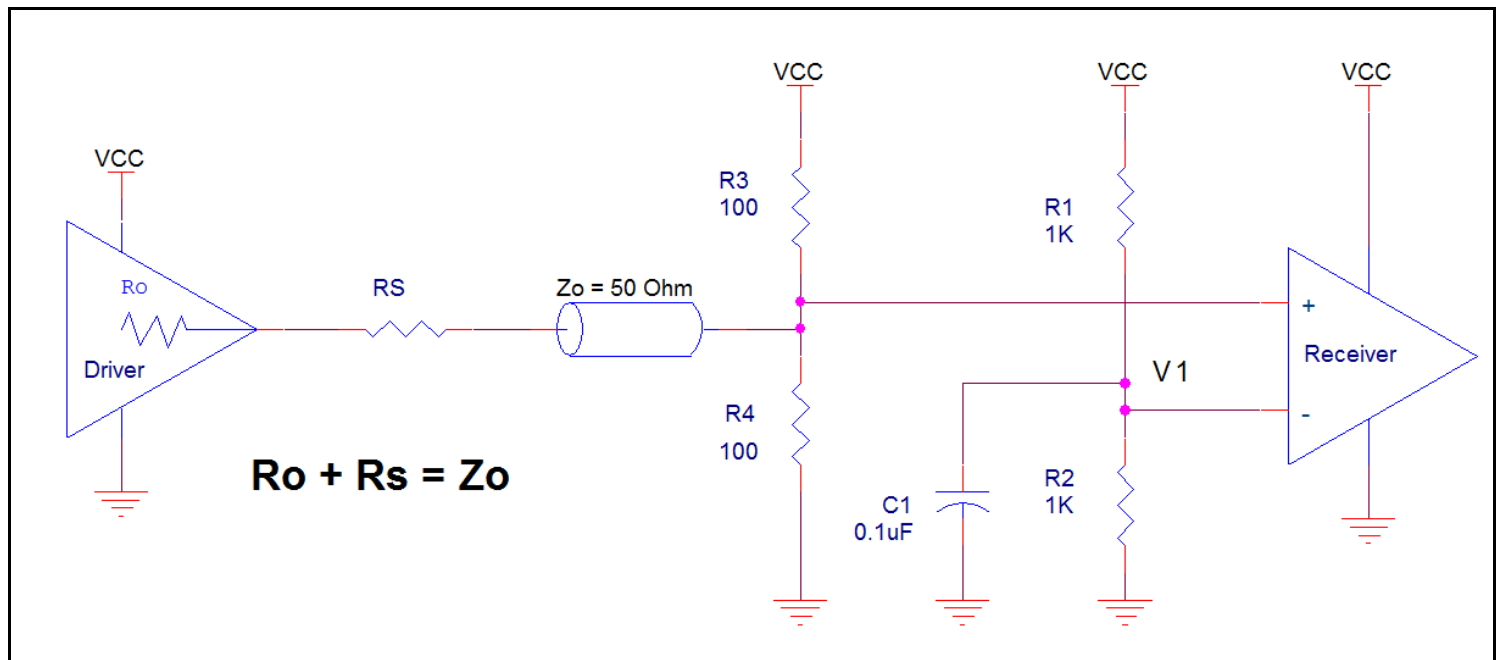 VCC
VCC
VCC
VCC
R3
100
R1
1K
Ro
RS
Zo = 50 Ohm
+
Receiver
Driver
V1
R4
100
-
Ro + Rs = Zo
R2
1K
C1
0.1uF